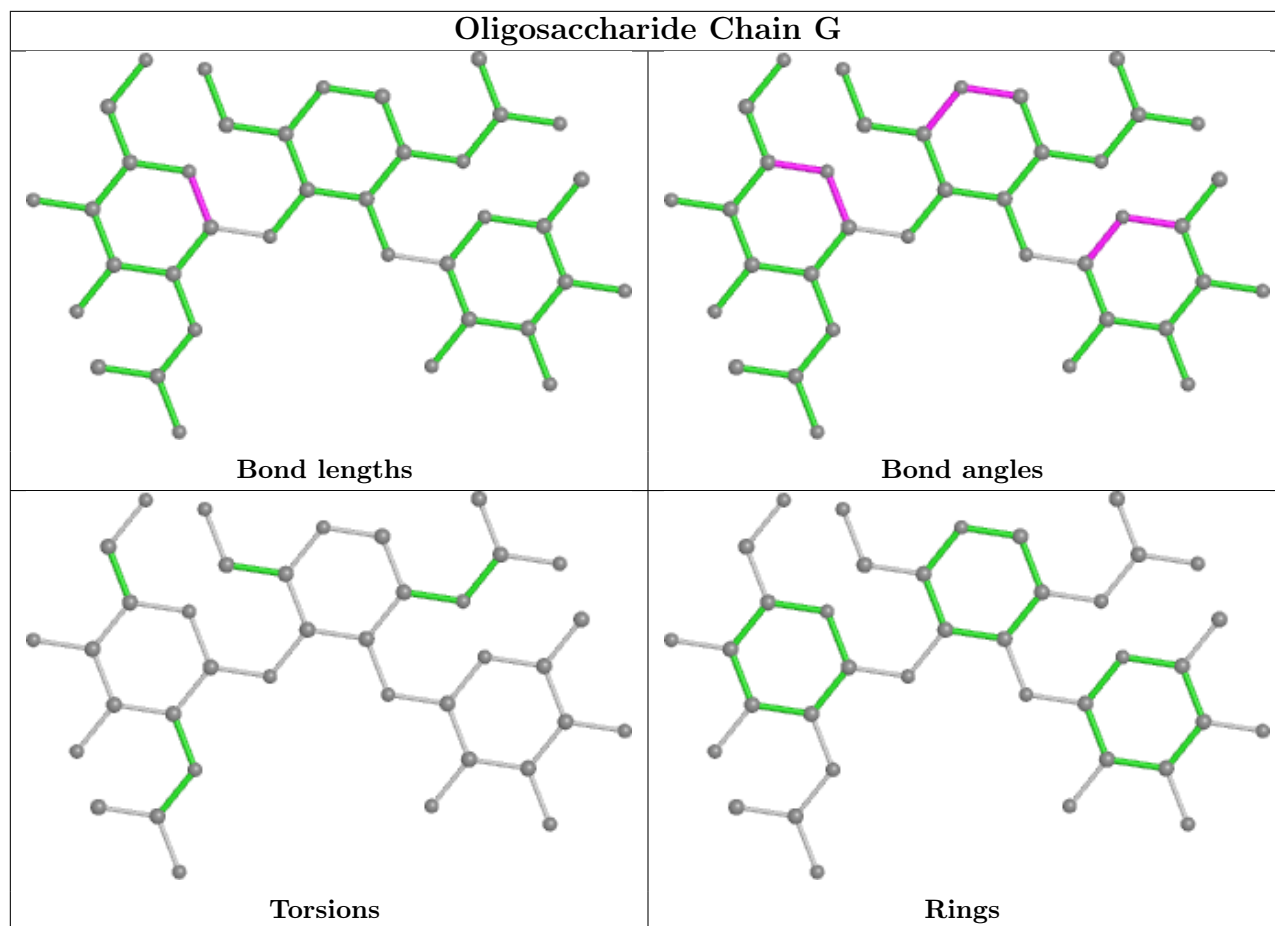 Oligosaccharide Chain G
Bond lengths
Bond angles
Torsions
Rings